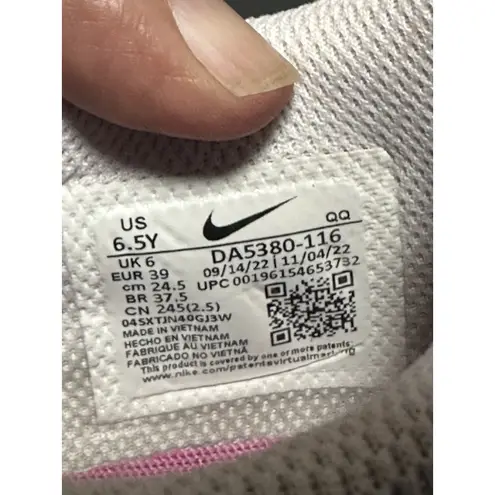 US
6.5Y
UK 6
EUR 39
cm 24.5
BR 37.5
CN 245(2.5)
QQ
DA5380-116
09/14/22 | 11/04/22
UPC 00196154653732
04SXTJN40GJ3W
MADE IN VIETNAM
HECHO EN VIETNAM
FABRIQUE AU VIETNAM
FABRICADO NO VIETNÃ
This product is covered by one or more patents: